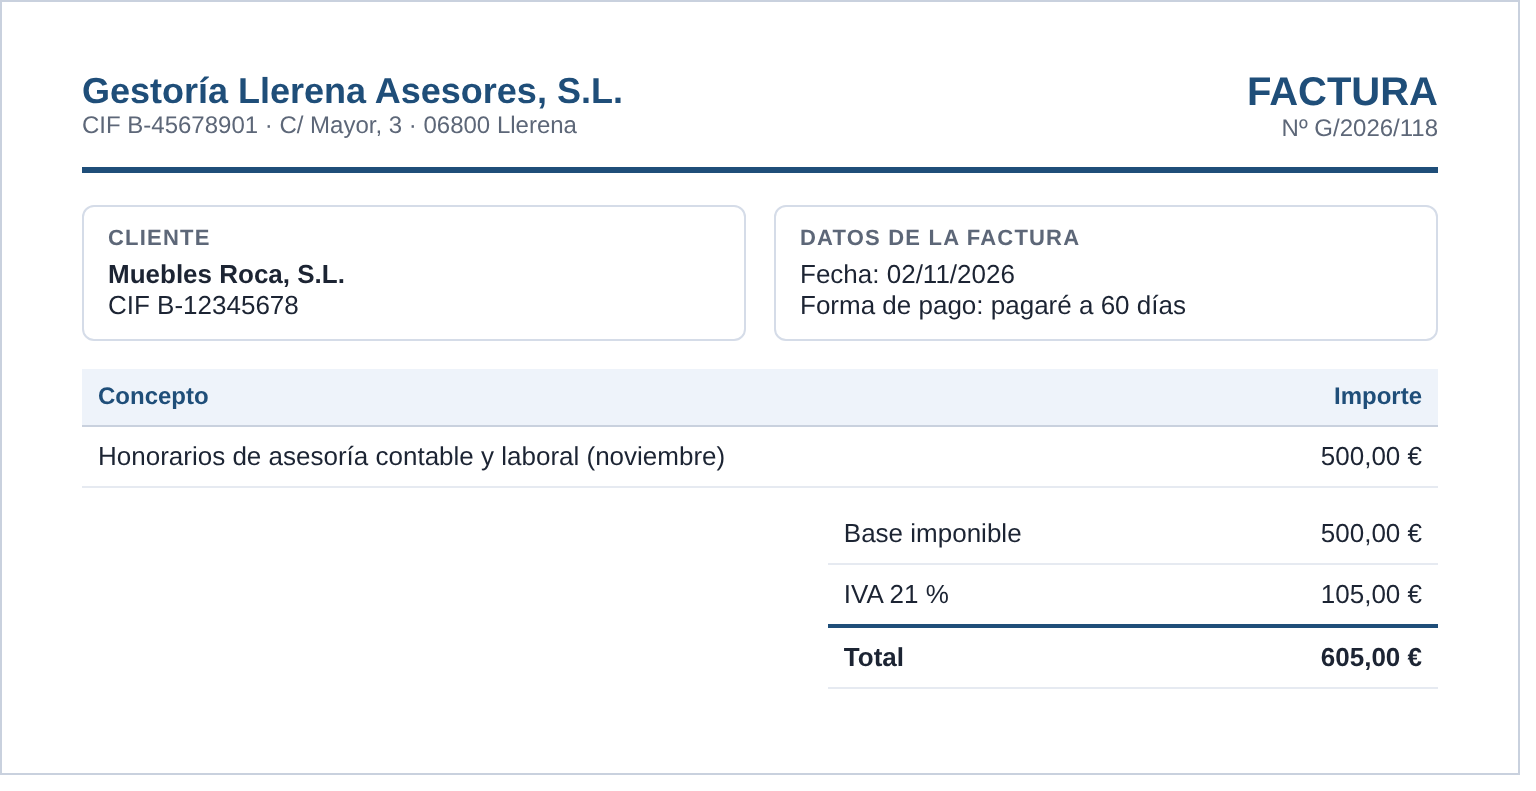 Gestoría Llerena Asesores, S.L.
CIF B-45678901 · C/ Mayor, 3 · 06800 Llerena
FACTURA
Nº G/2026/118
CLIENTE
Muebles Roca, S.L.
CIF B-12345678
DATOS DE LA FACTURA
Fecha: 02/11/2026
Forma de pago: pagaré a 60 días
Concepto Importe
Honorarios de asesoría contable y laboral (noviembre) 500,00 €
Base imponible 500,00 €
IVA 21 % 105,00 €
Total 605,00 €